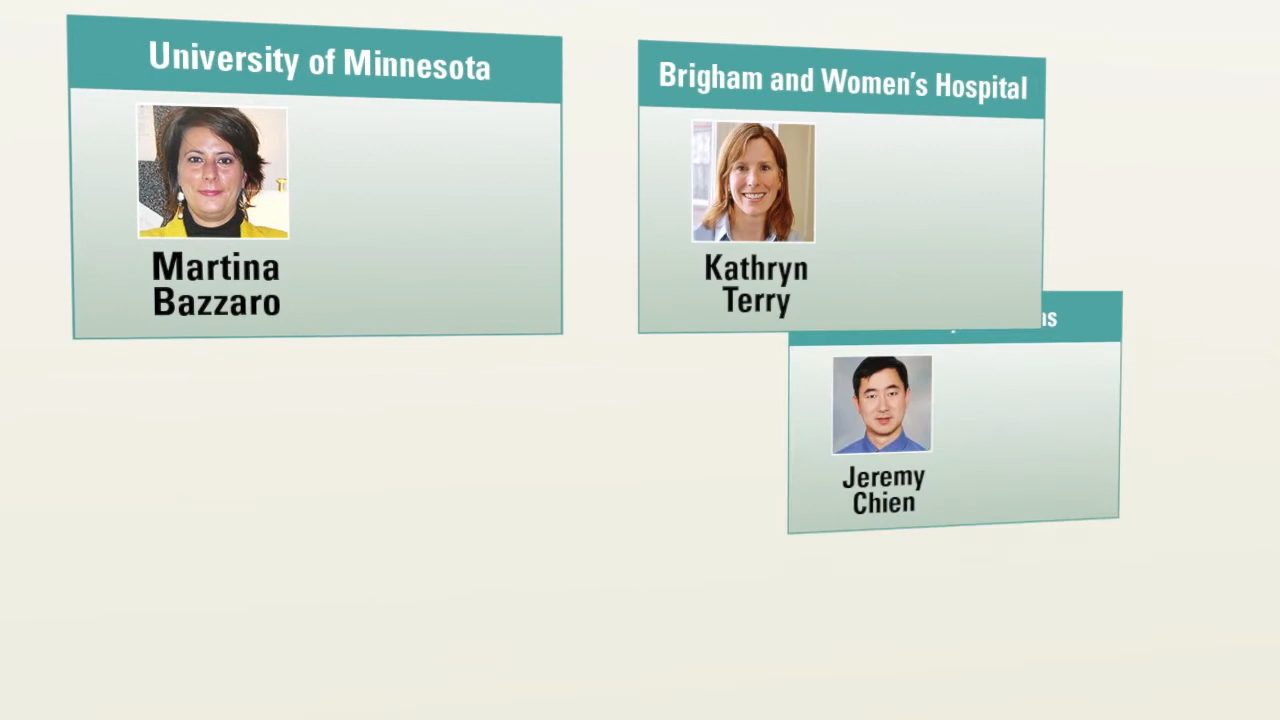 University of Minnesota
Martina
Bazzaro
Brigham and Women's Hospital
Kathryn
Terry
Jeremy
Chien